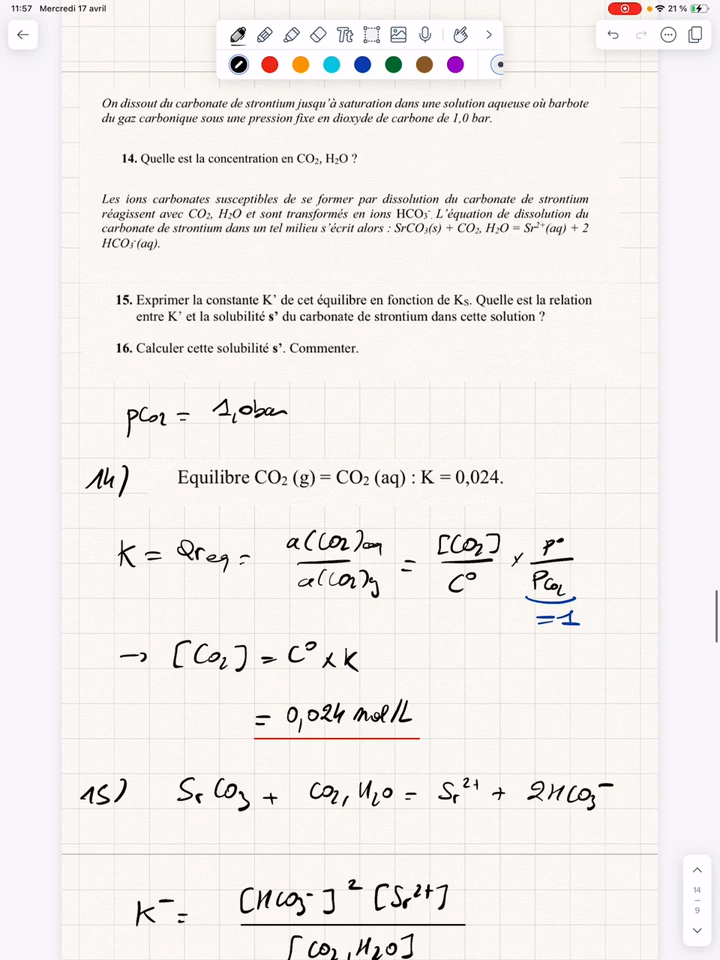 11:57 Mercredi 17 avril
21 %
On dissout du carbonate de strontium jusqu'à saturation dans une solution aqueuse où barbote
du gaz carbonique sous une pression fixe en dioxyde de carbone de 1,0 bar.
14. Quelle est la concentration en CO₂, H₂O ?
Les ions carbonates susceptibles de se former par dissolution du carbonate de strontium
réagissent avec CO₂, H₂O et sont transformés en ions HCO₃⁻. L'équation de dissolution du
carbonate de strontium dans un tel milieu s'écrit alors : SrCO₃(s) + CO₂, H₂O = Sr²⁺(aq) + 2
HCO₃⁻(aq).
15. Exprimer la constante K' de cet équilibre en fonction de Kₛ. Quelle est la relation
entre K' et la solubilité s' du carbonate de strontium dans cette solution ?
16. Calculer cette solubilité s'. Commenter.
pCO₂ = 1,0 bar
14) Equilibre CO₂ (g) = CO₂ (aq) : K = 0,024.
K = Qreq = a(CO₂)aq / a(CO₂)g = [CO₂] / C° × P° / PCO₂
= 1
→ [CO₂] = C° × K
= 0,024 mol/L
15) SrCO₃ + CO₂, H₂O = Sr²⁺ + 2HCO₃⁻
K⁻ = [HCO₃⁻]² [Sr²⁺] / [CO₂, H₂O]
14
9